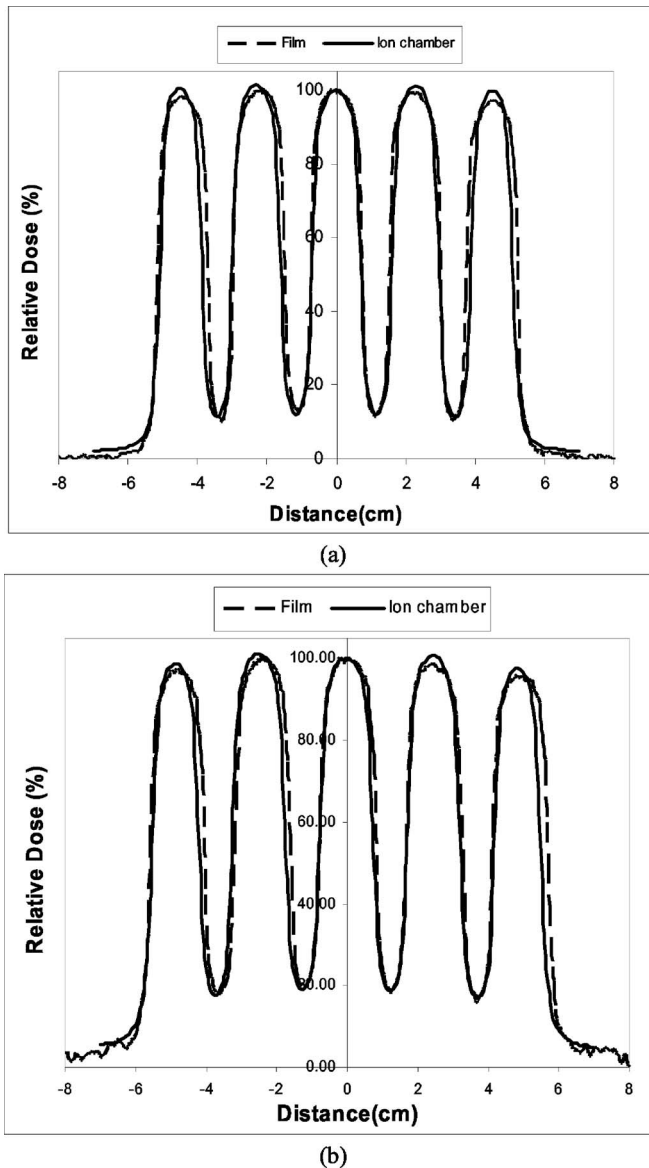 Film Ion chamber
Relative Dose (%)
100
80
60
40
20
0
-8 -6 -4 -2 0 2 4 6 8
Distance(cm)
(a)
Film Ion chamber
Relative Dose (%)
100.00
80.00
60.00
40.00
20.00
0.00
-8 -6 -4 -2 0 2 4 6 8
Distance(cm)
(b)